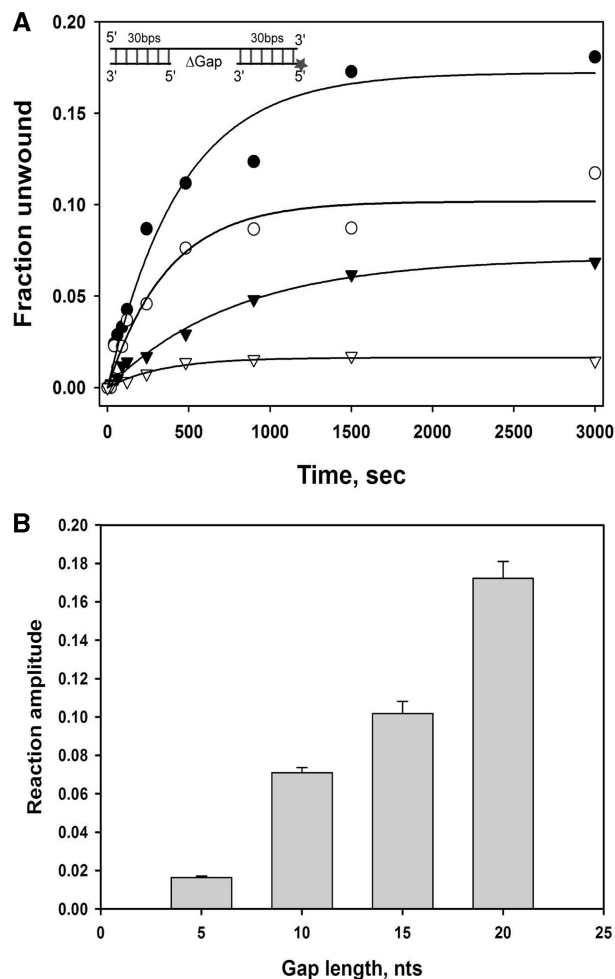 A
5' 30bps 30bps 3'
3' 5' ΔGap 3' 5'
Fraction unwound
0.20
0.15
0.10
0.05
0.00
0 500 1000 1500 2000 2500 3000
Time, sec
B
Reaction amplitude
0.20
0.18
0.16
0.14
0.12
0.10
0.08
0.06
0.04
0.02
0.00
0 5 10 15 20 25
Gap length, nts